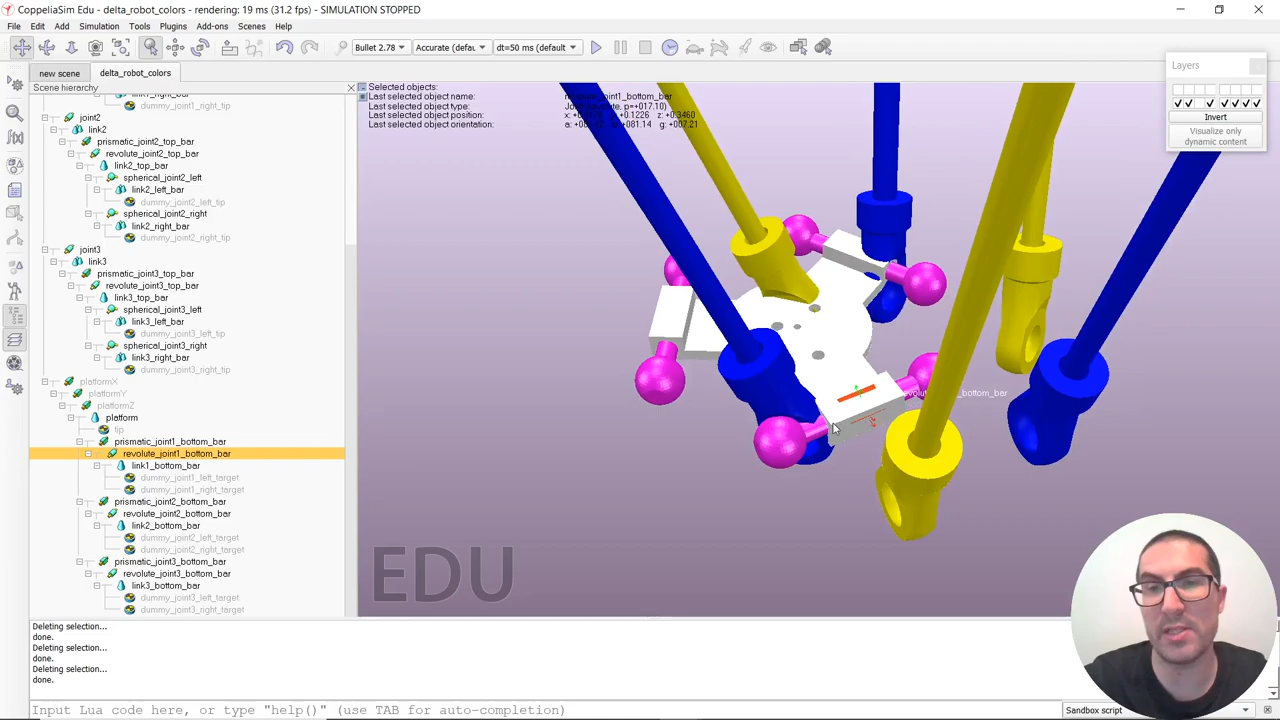 CoppeliaSim Edu - delta_robot_colors - rendering: 19 ms (31.2 fps) - SIMULATION STOPPED
File Edit Add Simulation Tools Plugins Add-ons Scenes Help
Bullet 2.78 Accurate (defau dt=50 ms (default)
new scene delta_robot_colors
Scene hierarchy
dummy_joint1_right_tip
joint2
link2
prismatic_joint2_top_bar
revolute_joint2_top_bar
link2_top_bar
spherical_joint2_left
link2_left_bar
dummy_joint2_left_tip
spherical_joint2_right
link2_right_bar
dummy_joint2_right_tip
joint3
link3
prismatic_joint3_top_bar
revolute_joint3_top_bar
link3_top_bar
spherical_joint3_left
link3_left_bar
dummy_joint3_left_tip
spherical_joint3_right
link3_right_bar
dummy_joint3_right_tip
platformX
platformY
platformZ
platform
tip
prismatic_joint1_bottom_bar
revolute_joint1_bottom_bar
link1_bottom_bar
dummy_joint1_left_target
dummy_joint1_right_target
prismatic_joint2_bottom_bar
revolute_joint2_bottom_bar
link2_bottom_bar
dummy_joint2_left_target
dummy_joint2_right_target
prismatic_joint3_bottom_bar
revolute_joint3_bottom_bar
link3_bottom_bar
dummy_joint3_left_target
dummy_joint3_right_target
Selected objects:
Last selected object name: revolute_joint1_bottom_bar
Last selected object type:
Last selected object position:
Last selected object orientation:
Layers
Invert
Visualize only
dynamic content
EDU
Deleting selection...
done.
Deleting selection...
done.
Deleting selection...
done.
Input Lua code here, or type "help()" (use TAB for auto-completion)
Sandbox script